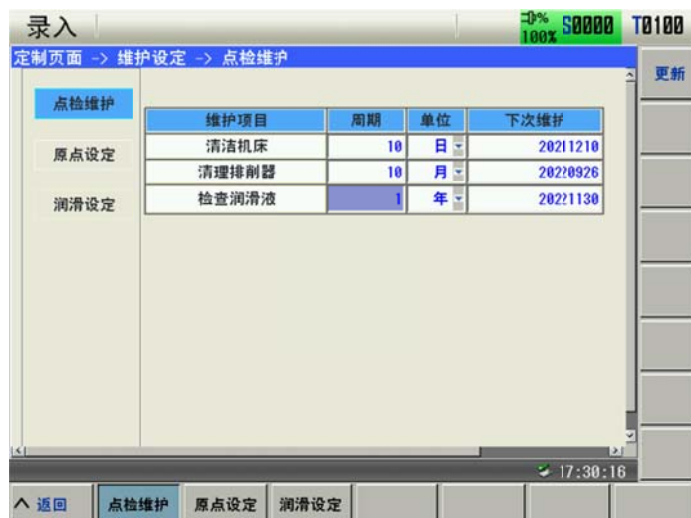 录入 % 100% S0000 T0100
定制页面 -> 维护设定 -> 点检维护
更新
点检维护
原点设定
润滑设定
维护项目 周期 单位 下次维护
清洁机床 10 日 20211210
清理排削器 10 月 20220926
检查润滑液 1 年 20221130
17:30:16
返回 点检维护 原点设定 润滑设定